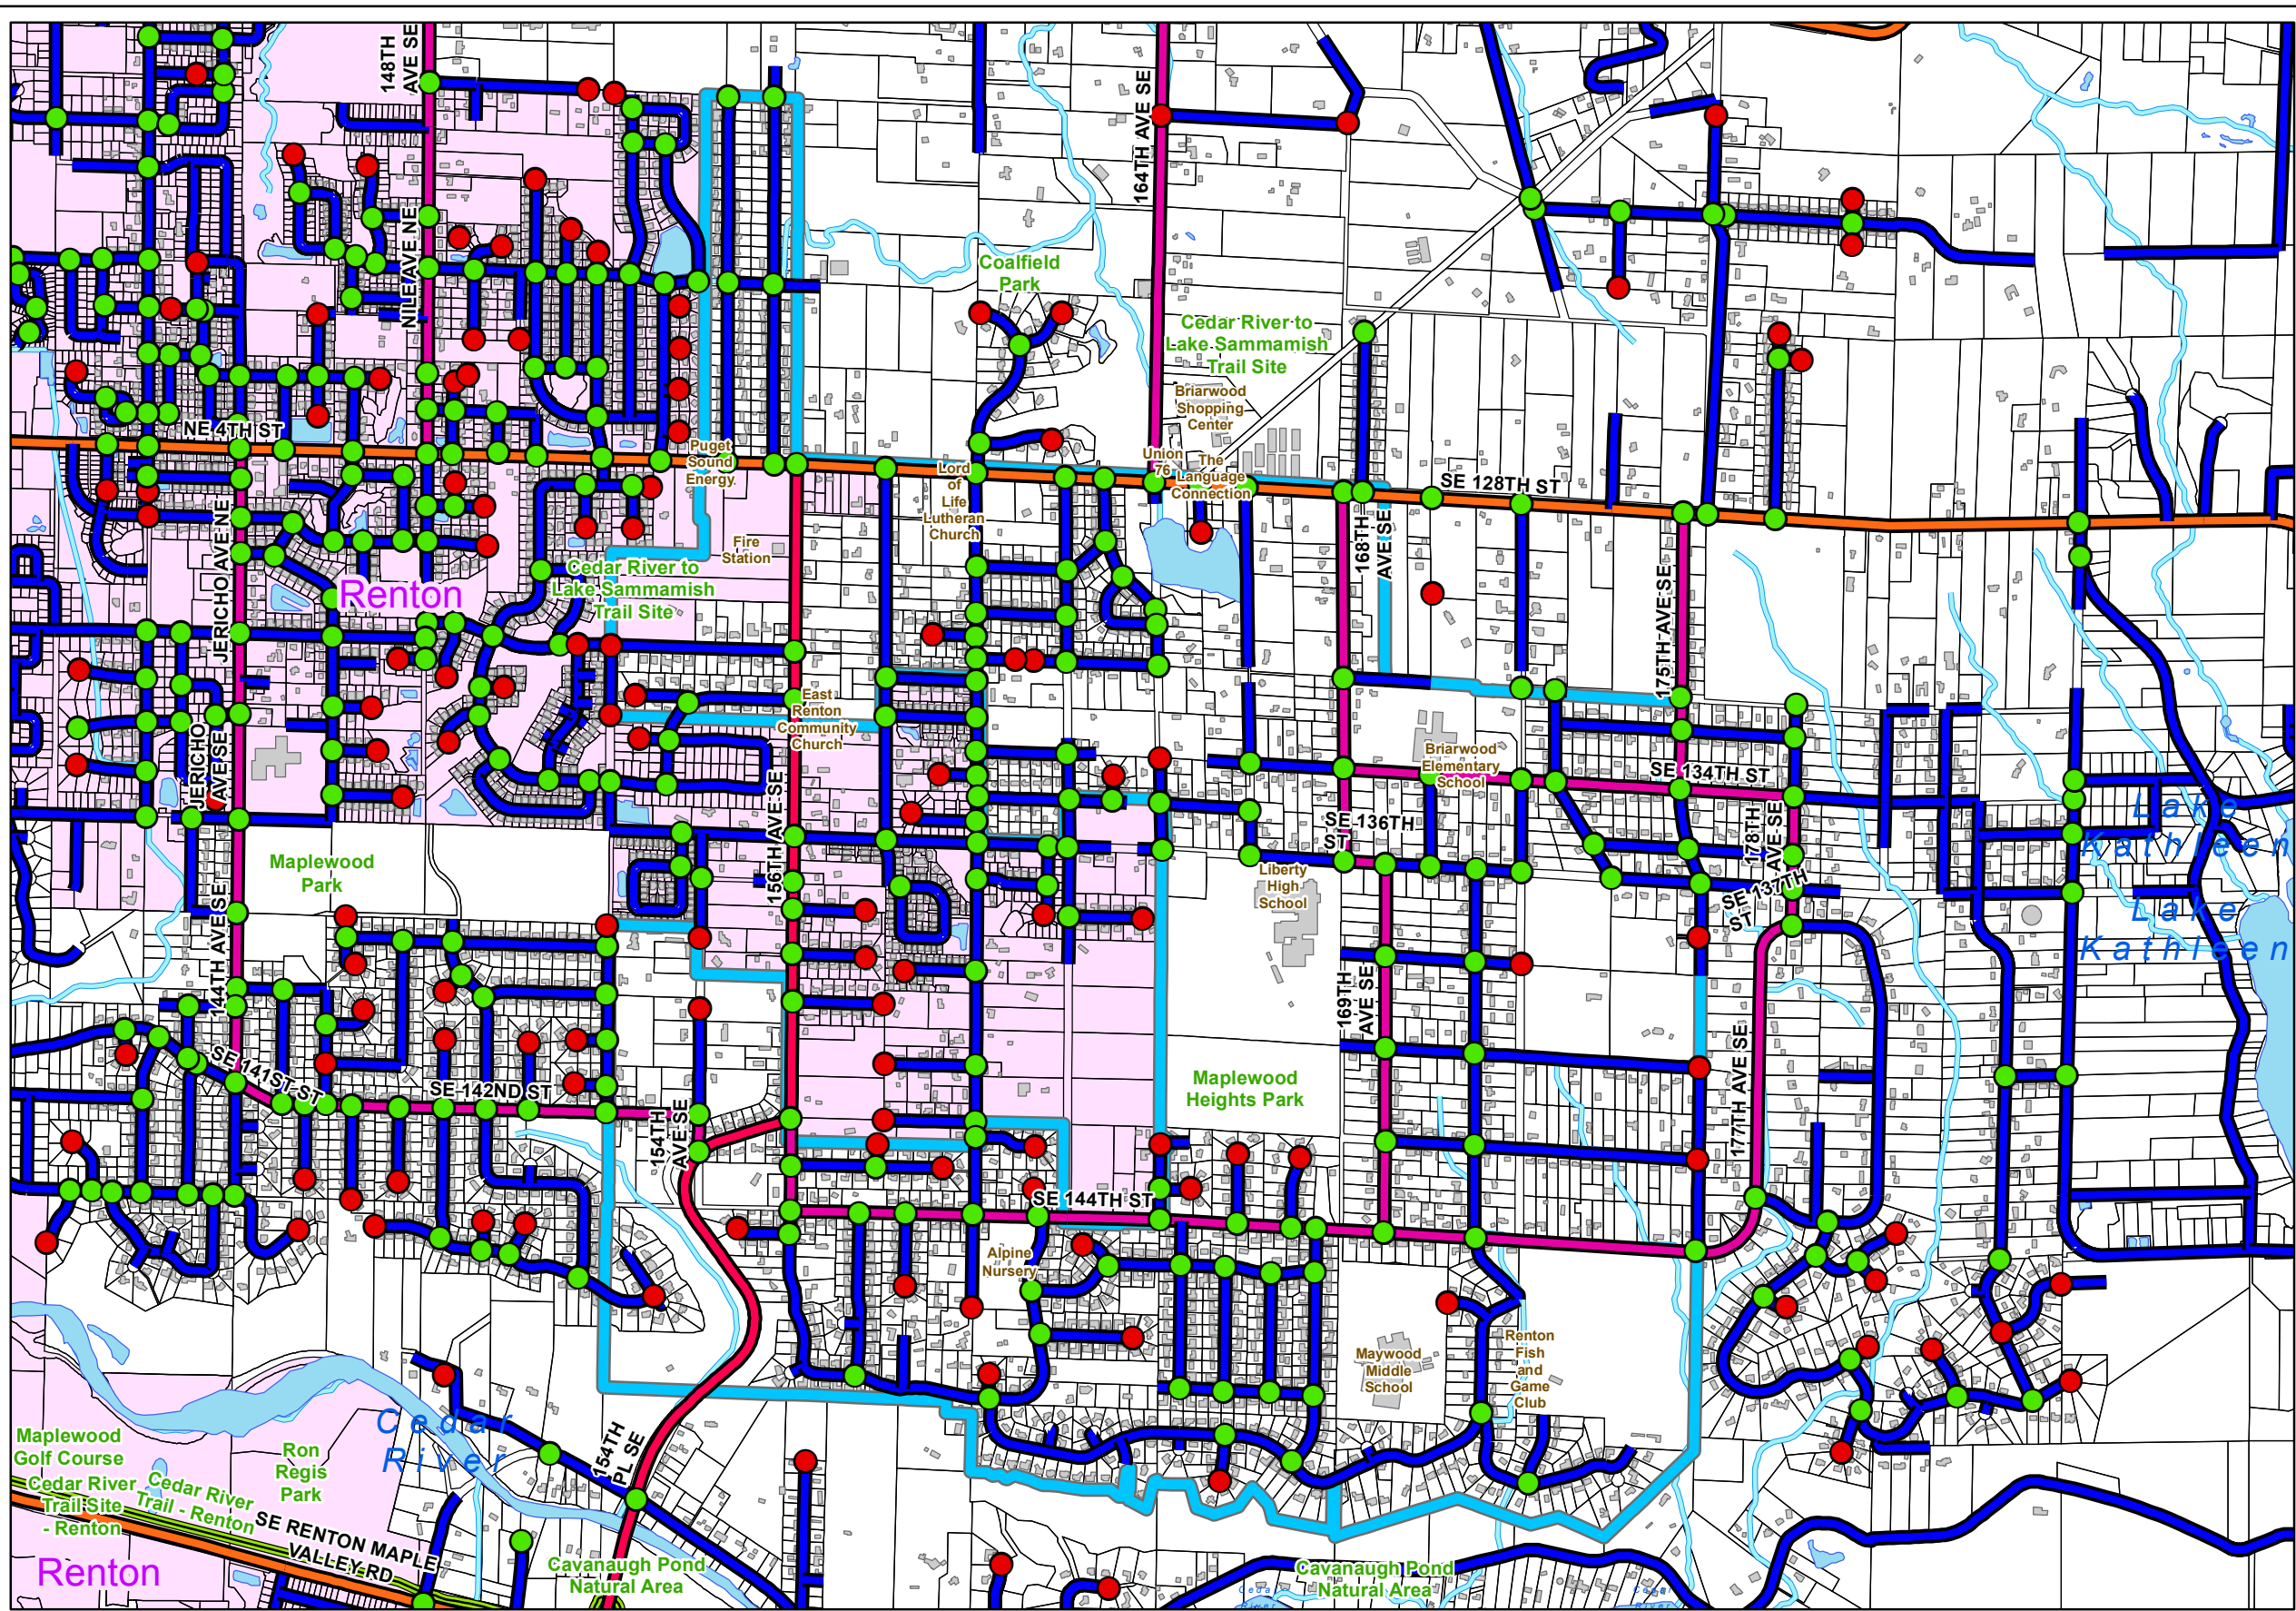 148TH
AVE SE
164TH AVE SE
NILE AVE NE
Coalfield
Park
Cedar River to
Lake Sammamish
Trail Site
Briarwood
Shopping
Center
NE 4TH ST
Puget
Sound
Energy
Lord
of
Life
Lutheran
Church
Union
76
The
Language
Connection
SE 128TH ST
JERICHO AVE NE
Fire
Station
168TH
AVE SE
Cedar River to
Lake Sammamish
Trail Site
Renton
175TH AVE SE
East
Renton
Community
Church
JERICHO
AVE SE
Briarwood
Elementary
School
SE 134TH ST
156TH AVE SE
SE 136TH
ST
178TH
AVE SE
Lake
Kathleen
Maplewood
Park
Liberty
High
School
SE 137TH
ST
Lake
Kathleen
144TH AVE SE
169TH
AVE SE
SE 141ST ST
SE 142ND ST
154TH
AVE SE
Maplewood
Heights Park
177TH AVE SE
SE 144TH ST
Alpine
Nursery
Maywood
Middle
School
Renton
Fish
and
Game
Club
Cedar
River
154TH
PL SE
Maplewood
Golf Course
Ron
Regis
Park
Cedar River
Trail Site
- Renton
Cedar River
Trail - Renton
SE RENTON MAPLE
VALLEY RD
Renton
Cavanaugh Pond
Natural Area
Cavanaugh Pond
Natural Area
Cedar
River
Cedar
River